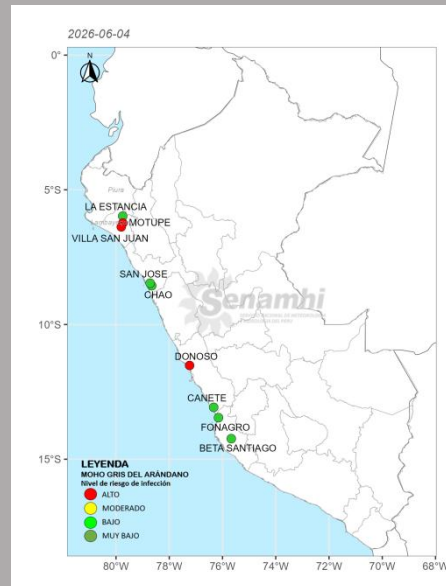 2026-06-04
N
0°
Piura
LA ESTANCIA
5°S
MOTUPE
VILLA SAN JUAN
SAN JOSE
CHAO
Senamhi
10°S
DONOSO
CANETE
FONAGRO
BETA SANTIAGO
15°S
LEYENDA
MOHO GRIS DEL ARÁNDANO
Nivel de riesgo de infección
ALTO
MODERADO
BAJO
MUY BAJO
80°W
78°W
76°W
74°W
72°W
70°W
68°W